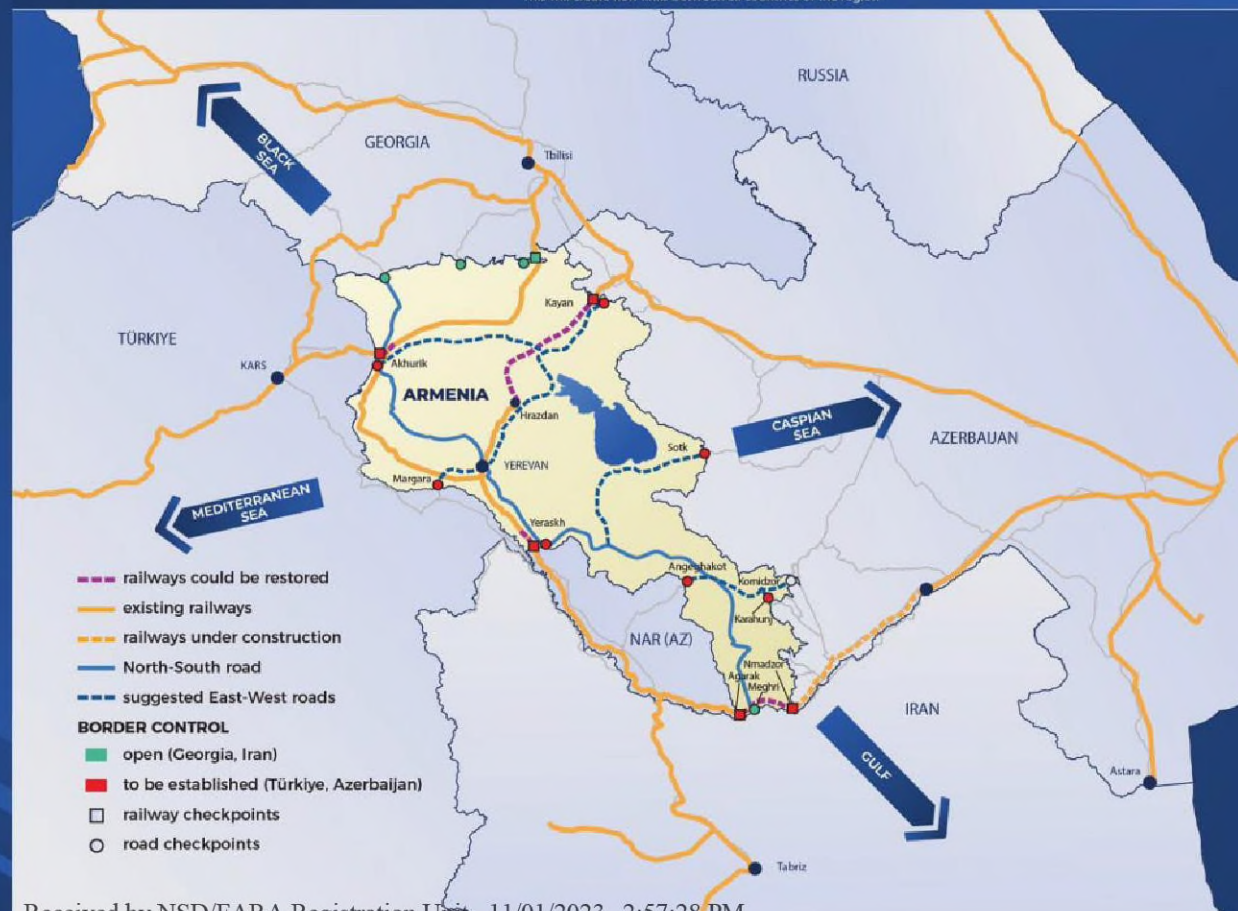 RUSSIA
GEORGIA
BLACK
SEA
Tbilisi
Kayan
TÜRKIYE
KARS
Akhurik
ARMENIA
Hrazdan
CASPIAN
SEA
AZERBAIJAN
Sotk
YEREVAN
Margara
MEDITERRANEAN
SEA
Yeraskh
Angeghakot
Komidzor
Karahunj
NAR (AZ)
Nrnadzor
Agarak
Meghri
IRAN
GULF
Astara
Tabriz
railways could be restored
existing railways
railways under construction
North-South road
suggested East-West roads
BORDER CONTROL
open (Georgia, Iran)
to be established (Türkiye, Azerbaijan)
railway checkpoints
road checkpoints
Received by NSD/FARA Registration Unit 11/01/2023 2:57:28 PM